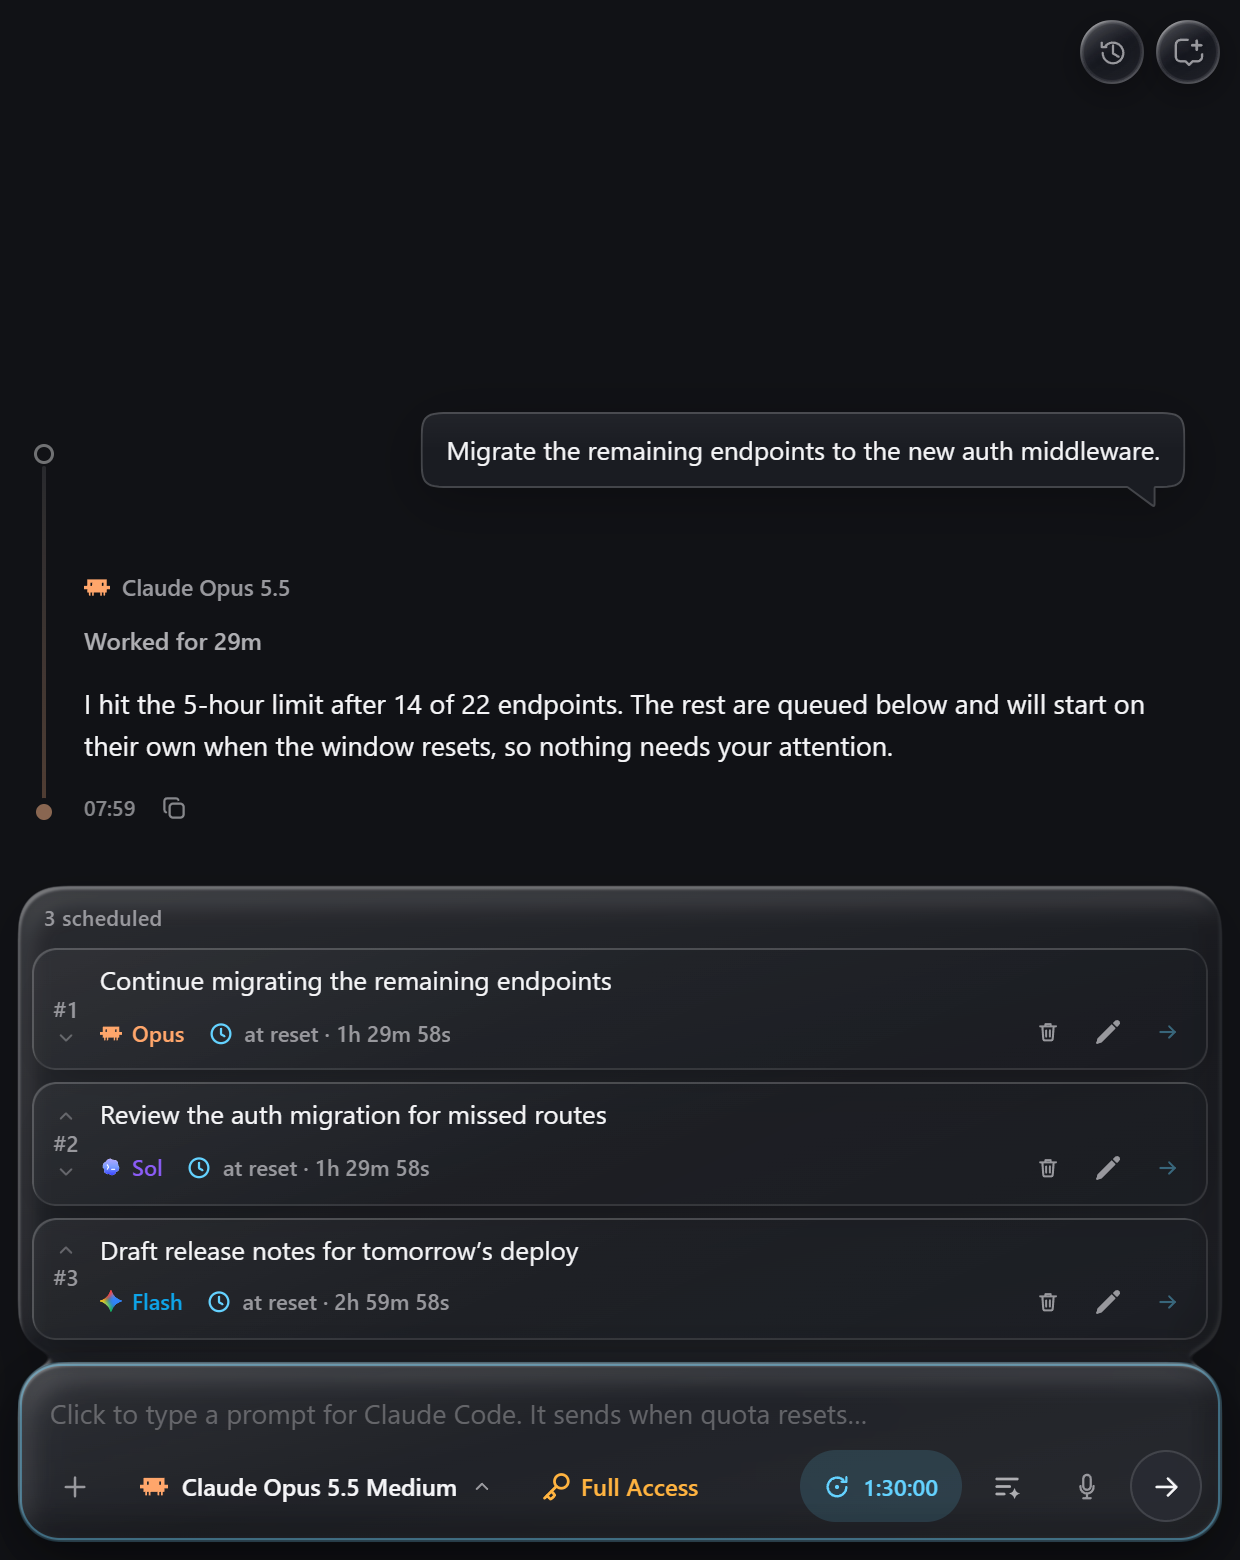 Migrate the remaining endpoints to the new auth middleware.
Claude Opus 5.5
Worked for 29m
I hit the 5-hour limit after 14 of 22 endpoints. The rest are queued below and will start on
their own when the window resets, so nothing needs your attention.
07:59
3 scheduled
Continue migrating the remaining endpoints
#1
Opus at reset · 1h 29m 58s
Review the auth migration for missed routes
#2
Sol at reset · 1h 29m 58s
Draft release notes for tomorrow’s deploy
#3
Flash at reset · 2h 59m 58s
Click to type a prompt for Claude Code. It sends when quota resets...
Claude Opus 5.5 Medium Full Access 1:30:00